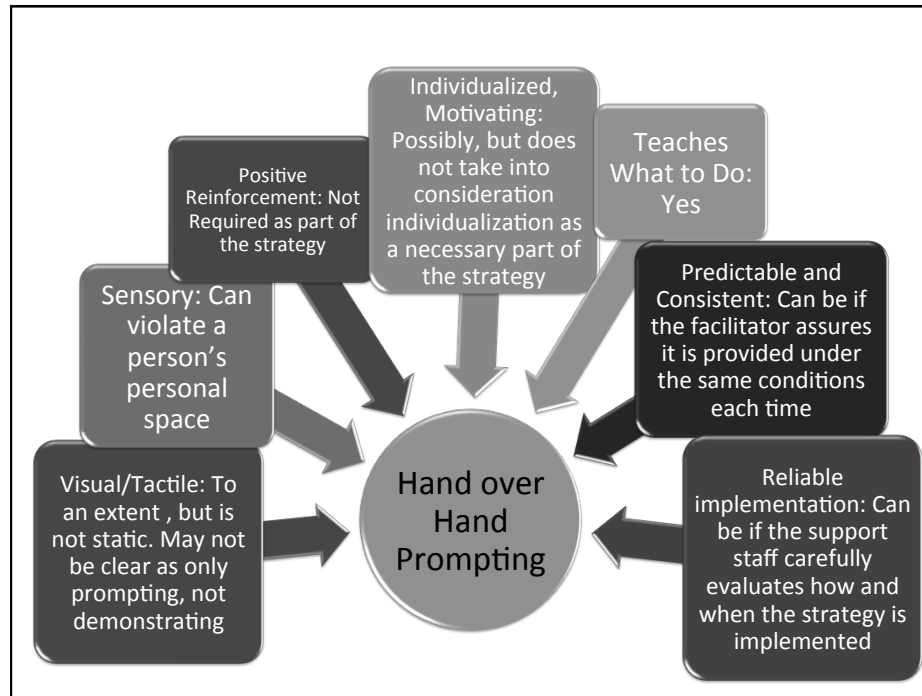 Visual/Tactile: To
an extent , but is
not static. May not
be clear as only
prompting, not
demonstrating
Sensory: Can
violate a
person's
personal
space
Positive
Reinforcement: Not
Required as part of
the strategy
Individualized,
Motivating:
Possibly, but does
not take into
consideration
individualization as
a necessary part of
the strategy
Teaches
What to Do:
Yes
Predictable and
Consistent: Can be if
the facilitator assures
it is provided under
the same conditions
each time
Reliable
implementation: Can
be if the support
staff carefully
evaluates how and
when the strategy is
implemented
Hand over
Hand
Prompting